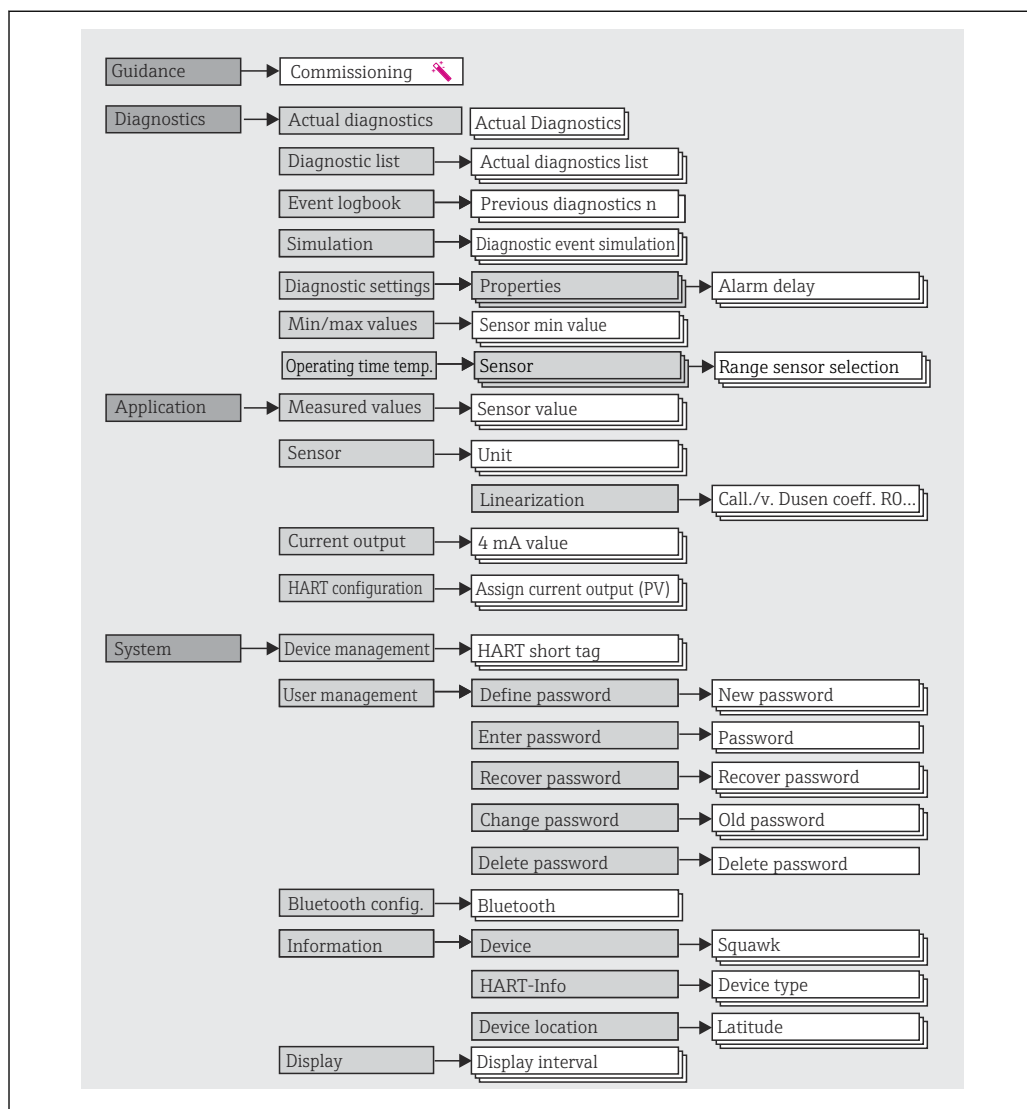 Guidance
Commissioning
Diagnostics
Actual diagnostics
Actual Diagnostics
Diagnostic list
Actual diagnostics list
Event logbook
Previous diagnostics n
Simulation
Diagnostic event simulation
Diagnostic settings
Properties
Alarm delay
Min/max values
Sensor min value
Operating time temp.
Sensor
Range sensor selection
Application
Measured values
Sensor value
Sensor
Unit
Linearization
Call./v. Dusen coeff. R0...
Current output
4 mA value
HART configuration
Assign current output (PV)
System
Device management
HART short tag
User management
Define password
New password
Enter password
Password
Recover password
Recover password
Change password
Old password
Delete password
Delete password
Bluetooth config.
Bluetooth
Information
Device
Squawk
HART-Info
Device type
Device location
Latitude
Display
Display interval